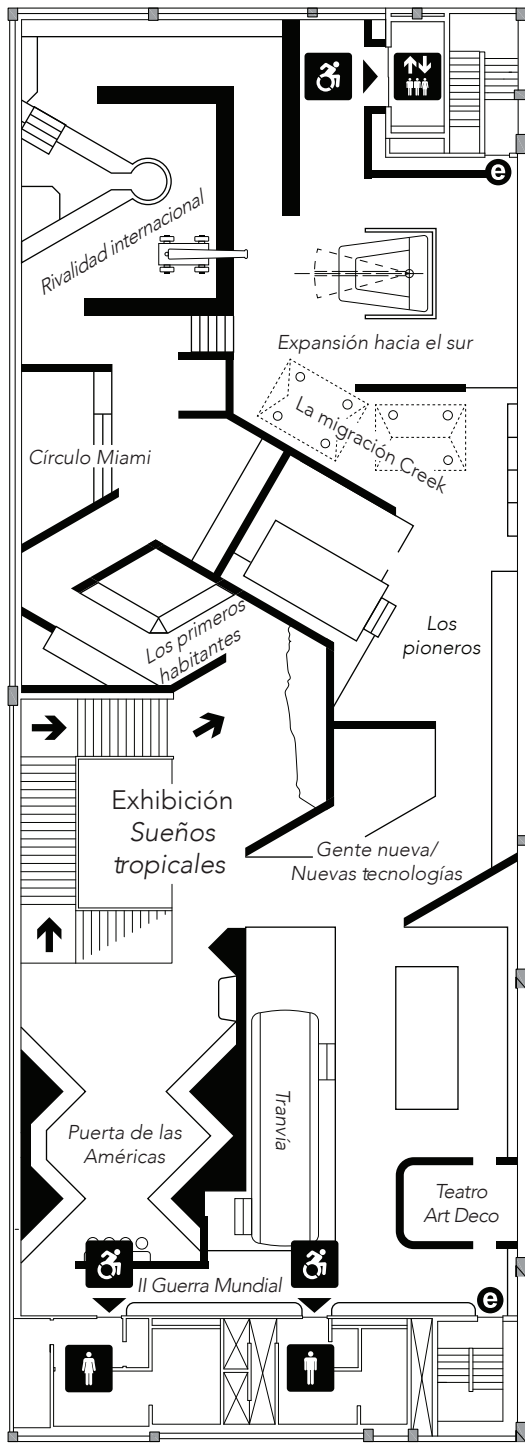 Rivalidad internacional
e
Expansión hacia el sur
La migración Creek
Círculo Miami
Los primeros
habitantes
Los
pioneros
Exhibición
Sueños
tropicales
Gente nueva/
Nuevas tecnologías
Tranvía
Puerta de las
Américas
Teatro
Art Deco
II Guerra Mundial
e